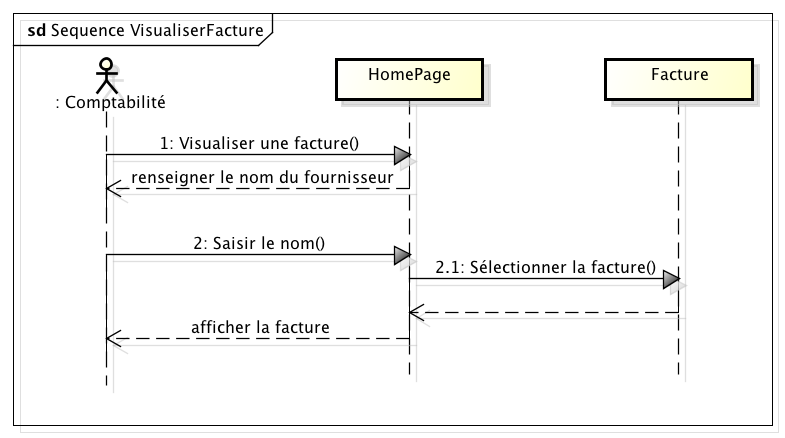 sd Sequence VisualiserFacture
HomePage
Facture
: Comptabilité
1: Visualiser une facture()
renseigner le nom du fournisseur
2: Saisir le nom()
2.1: Sélectionner la facture()
afficher la facture